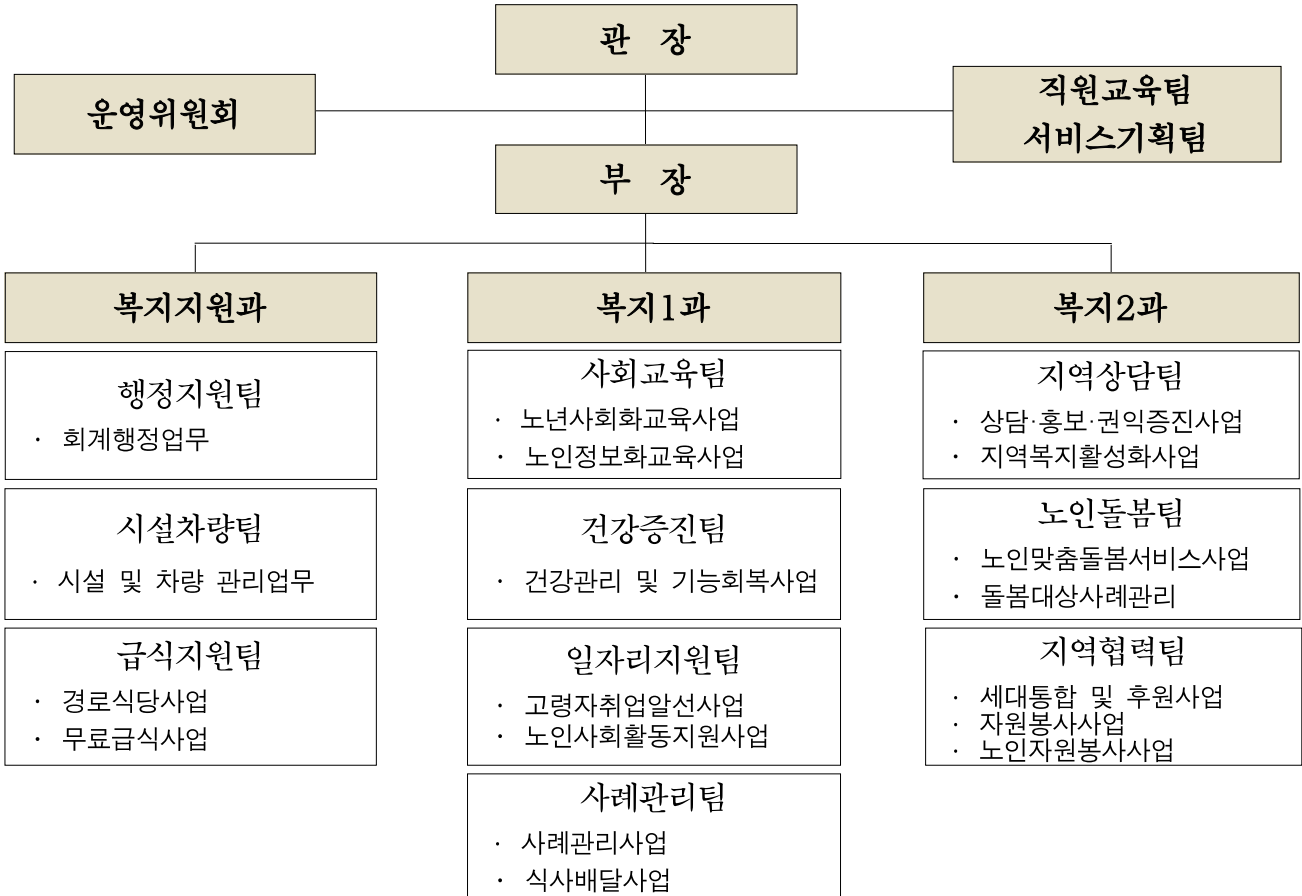 관 장
운영위원회
직원교육팀
서비스기획팀
부 장
복지지원과
행정지원팀
· 회계행정업무
시설차량팀
· 시설 및 차량 관리업무
급식지원팀
· 경로식당사업
· 무료급식사업
복지1과
사회교육팀
· 노년사회화교육사업
· 노인정보화교육사업
건강증진팀
· 건강관리 및 기능회복사업
일자리지원팀
· 고령자취업알선사업
· 노인사회활동지원사업
사례관리팀
· 사례관리사업
· 식사배달사업
복지2과
지역상담팀
· 상담·홍보·권익증진사업
· 지역복지활성화사업
노인돌봄팀
· 노인맞춤돌봄서비스사업
· 돌봄대상사례관리
지역협력팀
· 세대통합 및 후원사업
· 자원봉사사업
· 노인자원봉사사업